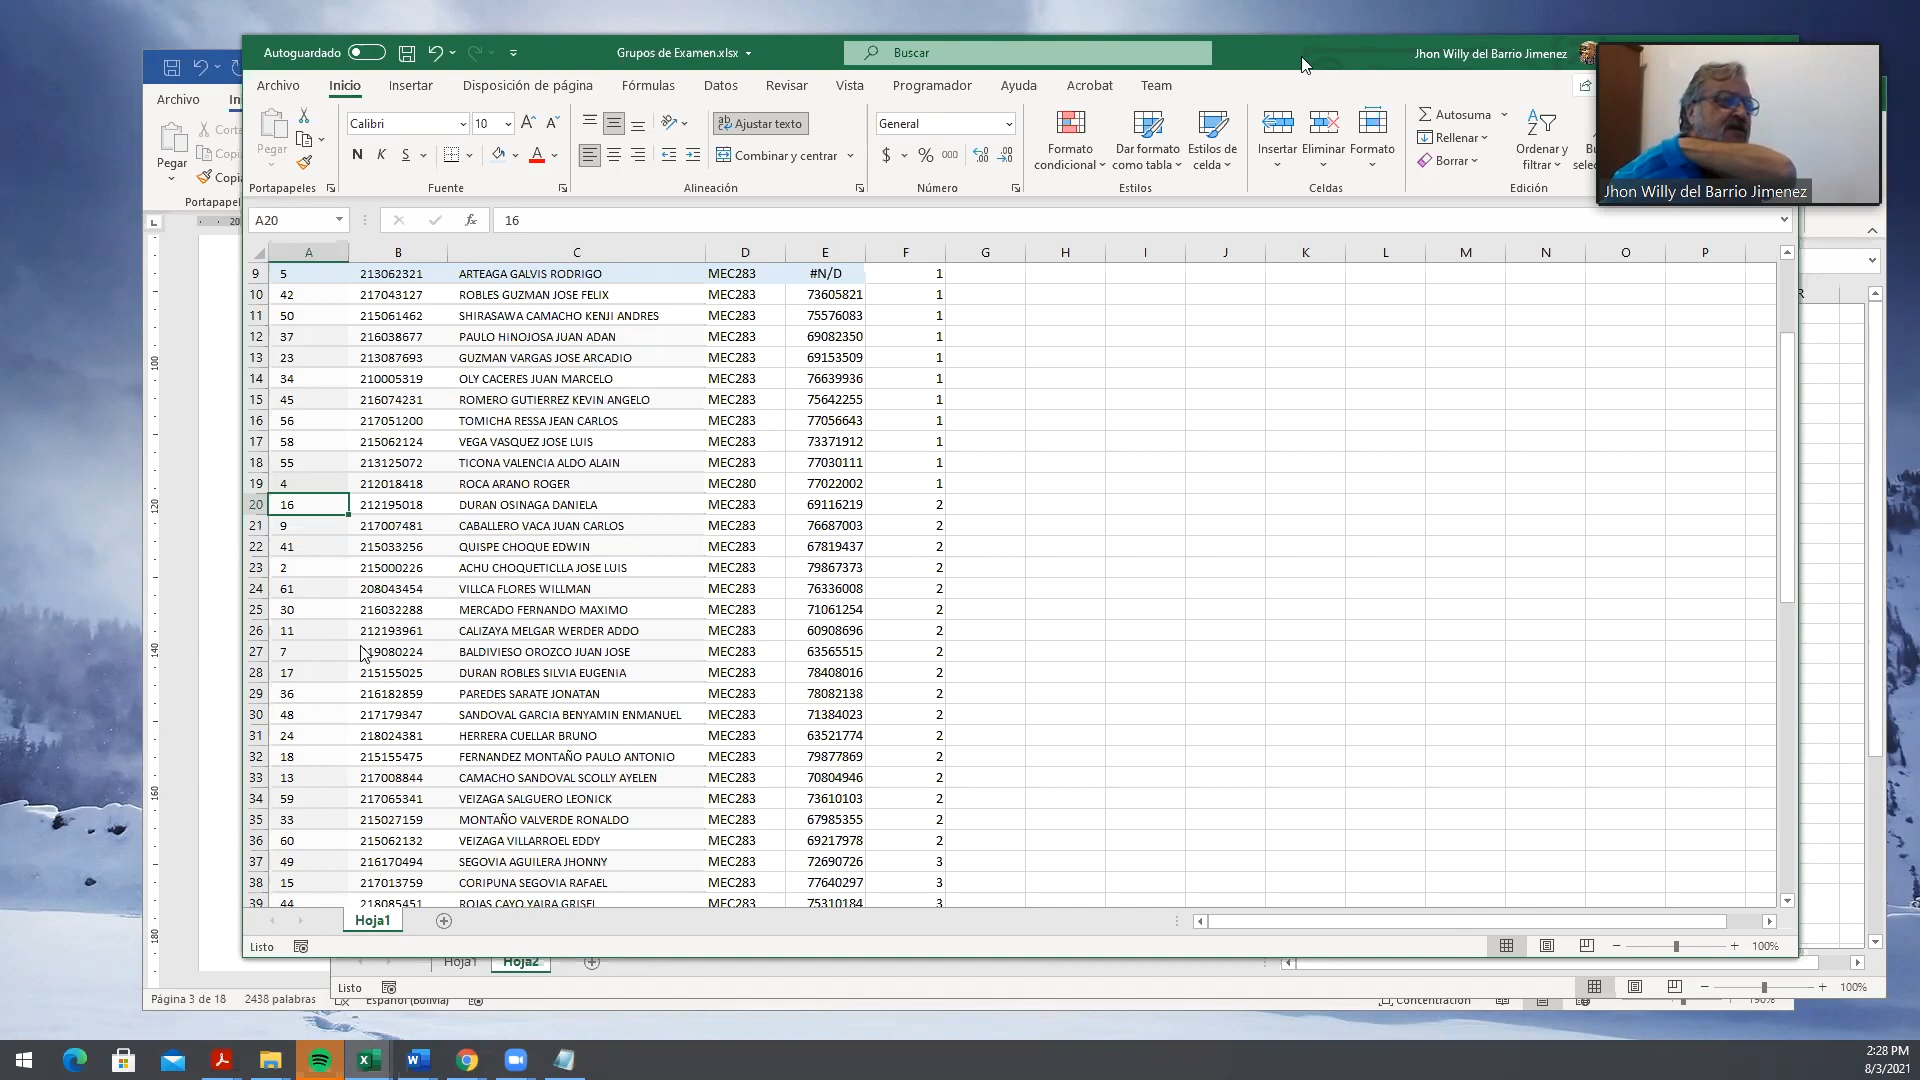 Autoguardado
Grupos de Examen.xlsx
Buscar
Jhon Willy del Barrio Jimenez
Archivo Inicio Insertar Disposición de página Fórmulas Datos Revisar Vista Programador Ayuda Acrobat Team
Archivo In
Pegar
Corta
Copia
Copia
Portapapeles
Pegar
Calibri 10
N K S
Ajustar texto
Combinar y centrar
General
$ % 000
Formato condicional
Dar formato como tabla
Estilos de celda
Insertar Eliminar Formato
Autosuma
Rellenar
Borrar
Ordenar y filtrar
Portapapeles Fuente Alineación Número Estilos Celdas Edición
Jhon Willy del Barrio Jimenez
A20 fx 16
A B C D E F G H I J K L M N O P
9 5 213062321 ARTEAGA GALVIS RODRIGO MEC283 #N/D 1
10 42 217043127 ROBLES GUZMAN JOSE FELIX MEC283 73605821 1
11 50 215061462 SHIRASAWA CAMACHO KENJI ANDRES MEC283 75576083 1
12 37 216038677 PAULO HINOJOSA JUAN ADAN MEC283 69082350 1
13 23 213087693 GUZMAN VARGAS JOSE ARCADIO MEC283 69153509 1
14 34 210005319 OLY CACERES JUAN MARCELO MEC283 76639936 1
15 45 216074231 ROMERO GUTIERREZ KEVIN ANGELO MEC283 75642255 1
16 56 217051200 TOMICHA RESSA JEAN CARLOS MEC283 77056643 1
17 58 215062124 VEGA VASQUEZ JOSE LUIS MEC283 73371912 1
18 55 213125072 TICONA VALENCIA ALDO ALAIN MEC283 77030111 1
19 4 212018418 ROCA ARANO ROGER MEC280 77022002 1
20 16 212195018 DURAN OSINAGA DANIELA MEC283 69116219 2
21 9 217007481 CABALLERO VACA JUAN CARLOS MEC283 76687003 2
22 41 215033256 QUISPE CHOQUE EDWIN MEC283 67819437 2
23 2 215000226 ACHU CHOQUETICLLA JOSE LUIS MEC283 79867373 2
24 61 208043454 VILLCA FLORES WILLMAN MEC283 76336008 2
25 30 216032288 MERCADO FERNANDO MAXIMO MEC283 71061254 2
26 11 212193961 CALIZAYA MELGAR WERDER ADDO MEC283 60908696 2
27 7 19080224 BALDIVIESO OROZCO JUAN JOSE MEC283 63565515 2
28 17 215155025 DURAN ROBLES SILVIA EUGENIA MEC283 78408016 2
29 36 216182859 PAREDES SARATE JONATAN MEC283 78082138 2
30 48 217179347 SANDOVAL GARCIA BENYAMIN ENMANUEL MEC283 71384023 2
31 24 218024381 HERRERA CUELLAR BRUNO MEC283 63521774 2
32 18 215155475 FERNANDEZ MONTAÑO PAULO ANTONIO MEC283 79877869 2
33 13 217008844 CAMACHO SANDOVAL SCOLLY AYELEN MEC283 70804946 2
34 59 217065341 VEIZAGA SALGUERO LEONICK MEC283 73610103 2
35 33 215027159 MONTAÑO VALVERDE RONALDO MEC283 67985355 2
36 60 215062132 VEIZAGA VILLARROEL EDDY MEC283 69217978 2
37 49 216170494 SEGOVIA AGUILERA JHONNY MEC283 72690726 3
38 15 217013759 CORIPUNA SEGOVIA RAFAEL MEC283 77640297 3
39 44 218085451 ROJAS CAYO YAIRA GRISEL MEC283 75310184 3
Hoja1
Listo 100%
Hoja1 Hoja2
Listo 100%
Página 3 de 18 2438 palabras Español (Bolivia) Concentración 190%
2:28 PM
8/3/2021